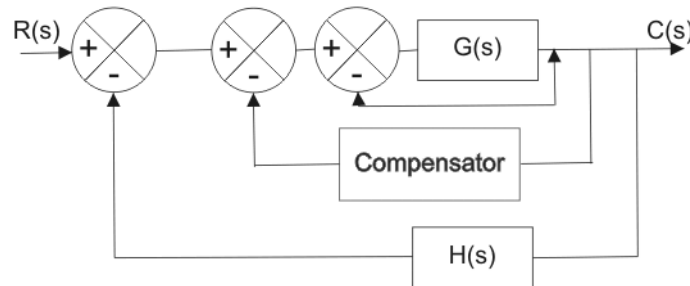 R(s)
C(s)
+
-
+
-
+
-
G(s)
Compensator
H(s)